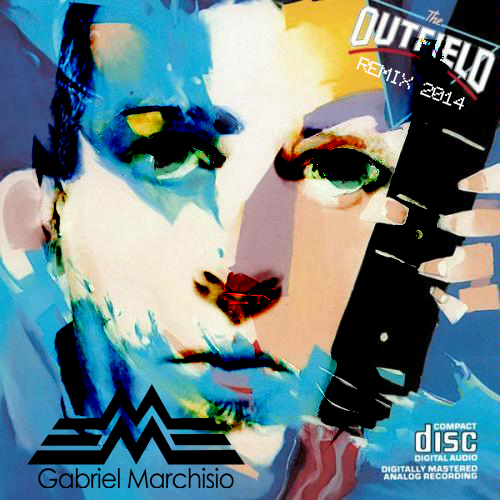 The
OUTFIELD
REMIX 2014
COMPACT
disc
DIGITAL AUDIO
DIGITALLY MASTERED
ANALOG RECORDING
Gabriel Marchisio